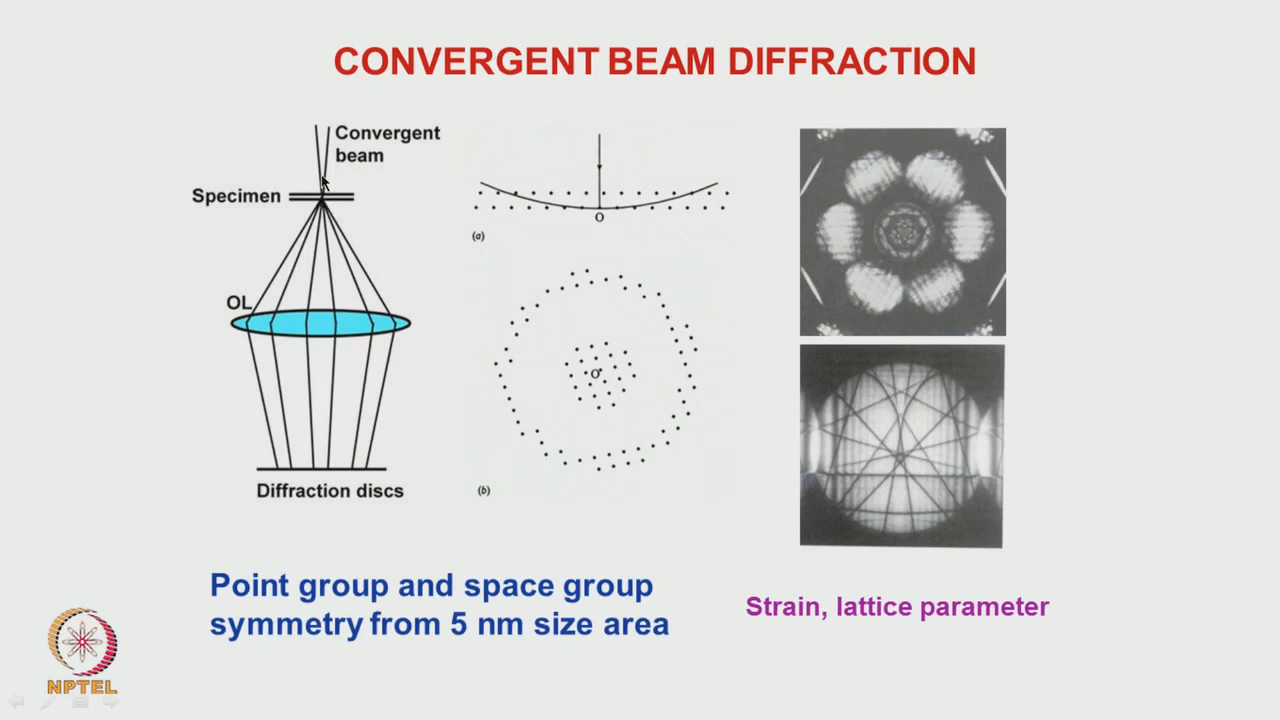 CONVERGENT BEAM DIFFRACTION
Convergent
beam
Specimen
OL
Diffraction discs
O
(a)
O
(b)
Point group and space group
symmetry from 5 nm size area
Strain, lattice parameter
NPTEL